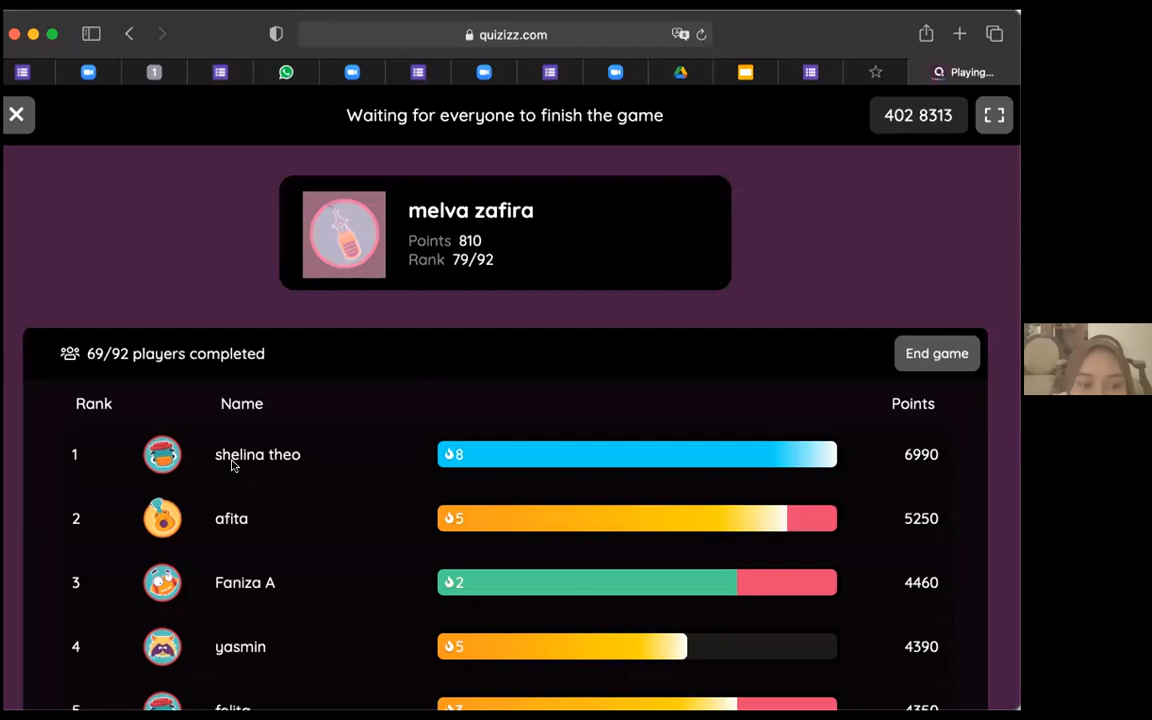 quizizz.com
1
Playing...
Waiting for everyone to finish the game
402 8313
melva zafira
Points 810
Rank 79/92
69/92 players completed
End game
Rank Name Points
1 shelina theo 8 6990
2 afita 5 5250
3 Faniza A 2 4460
4 yasmin 5 4390